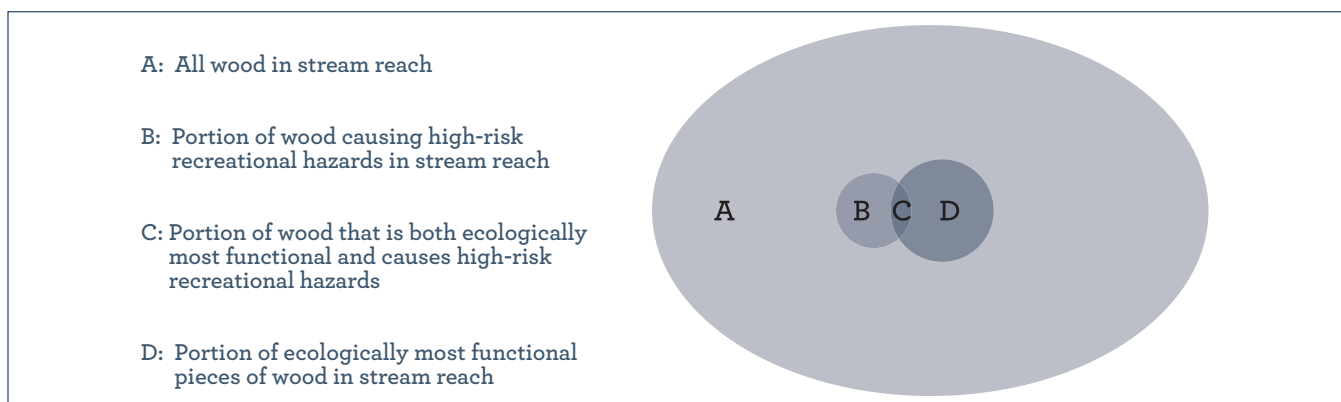 A: All wood in stream reach
B: Portion of wood causing high-risk
recreational hazards in stream reach
C: Portion of wood that is both ecologically
most functional and causes high-risk
recreational hazards
D: Portion of ecologically most functional
pieces of wood in stream reach
A B C D